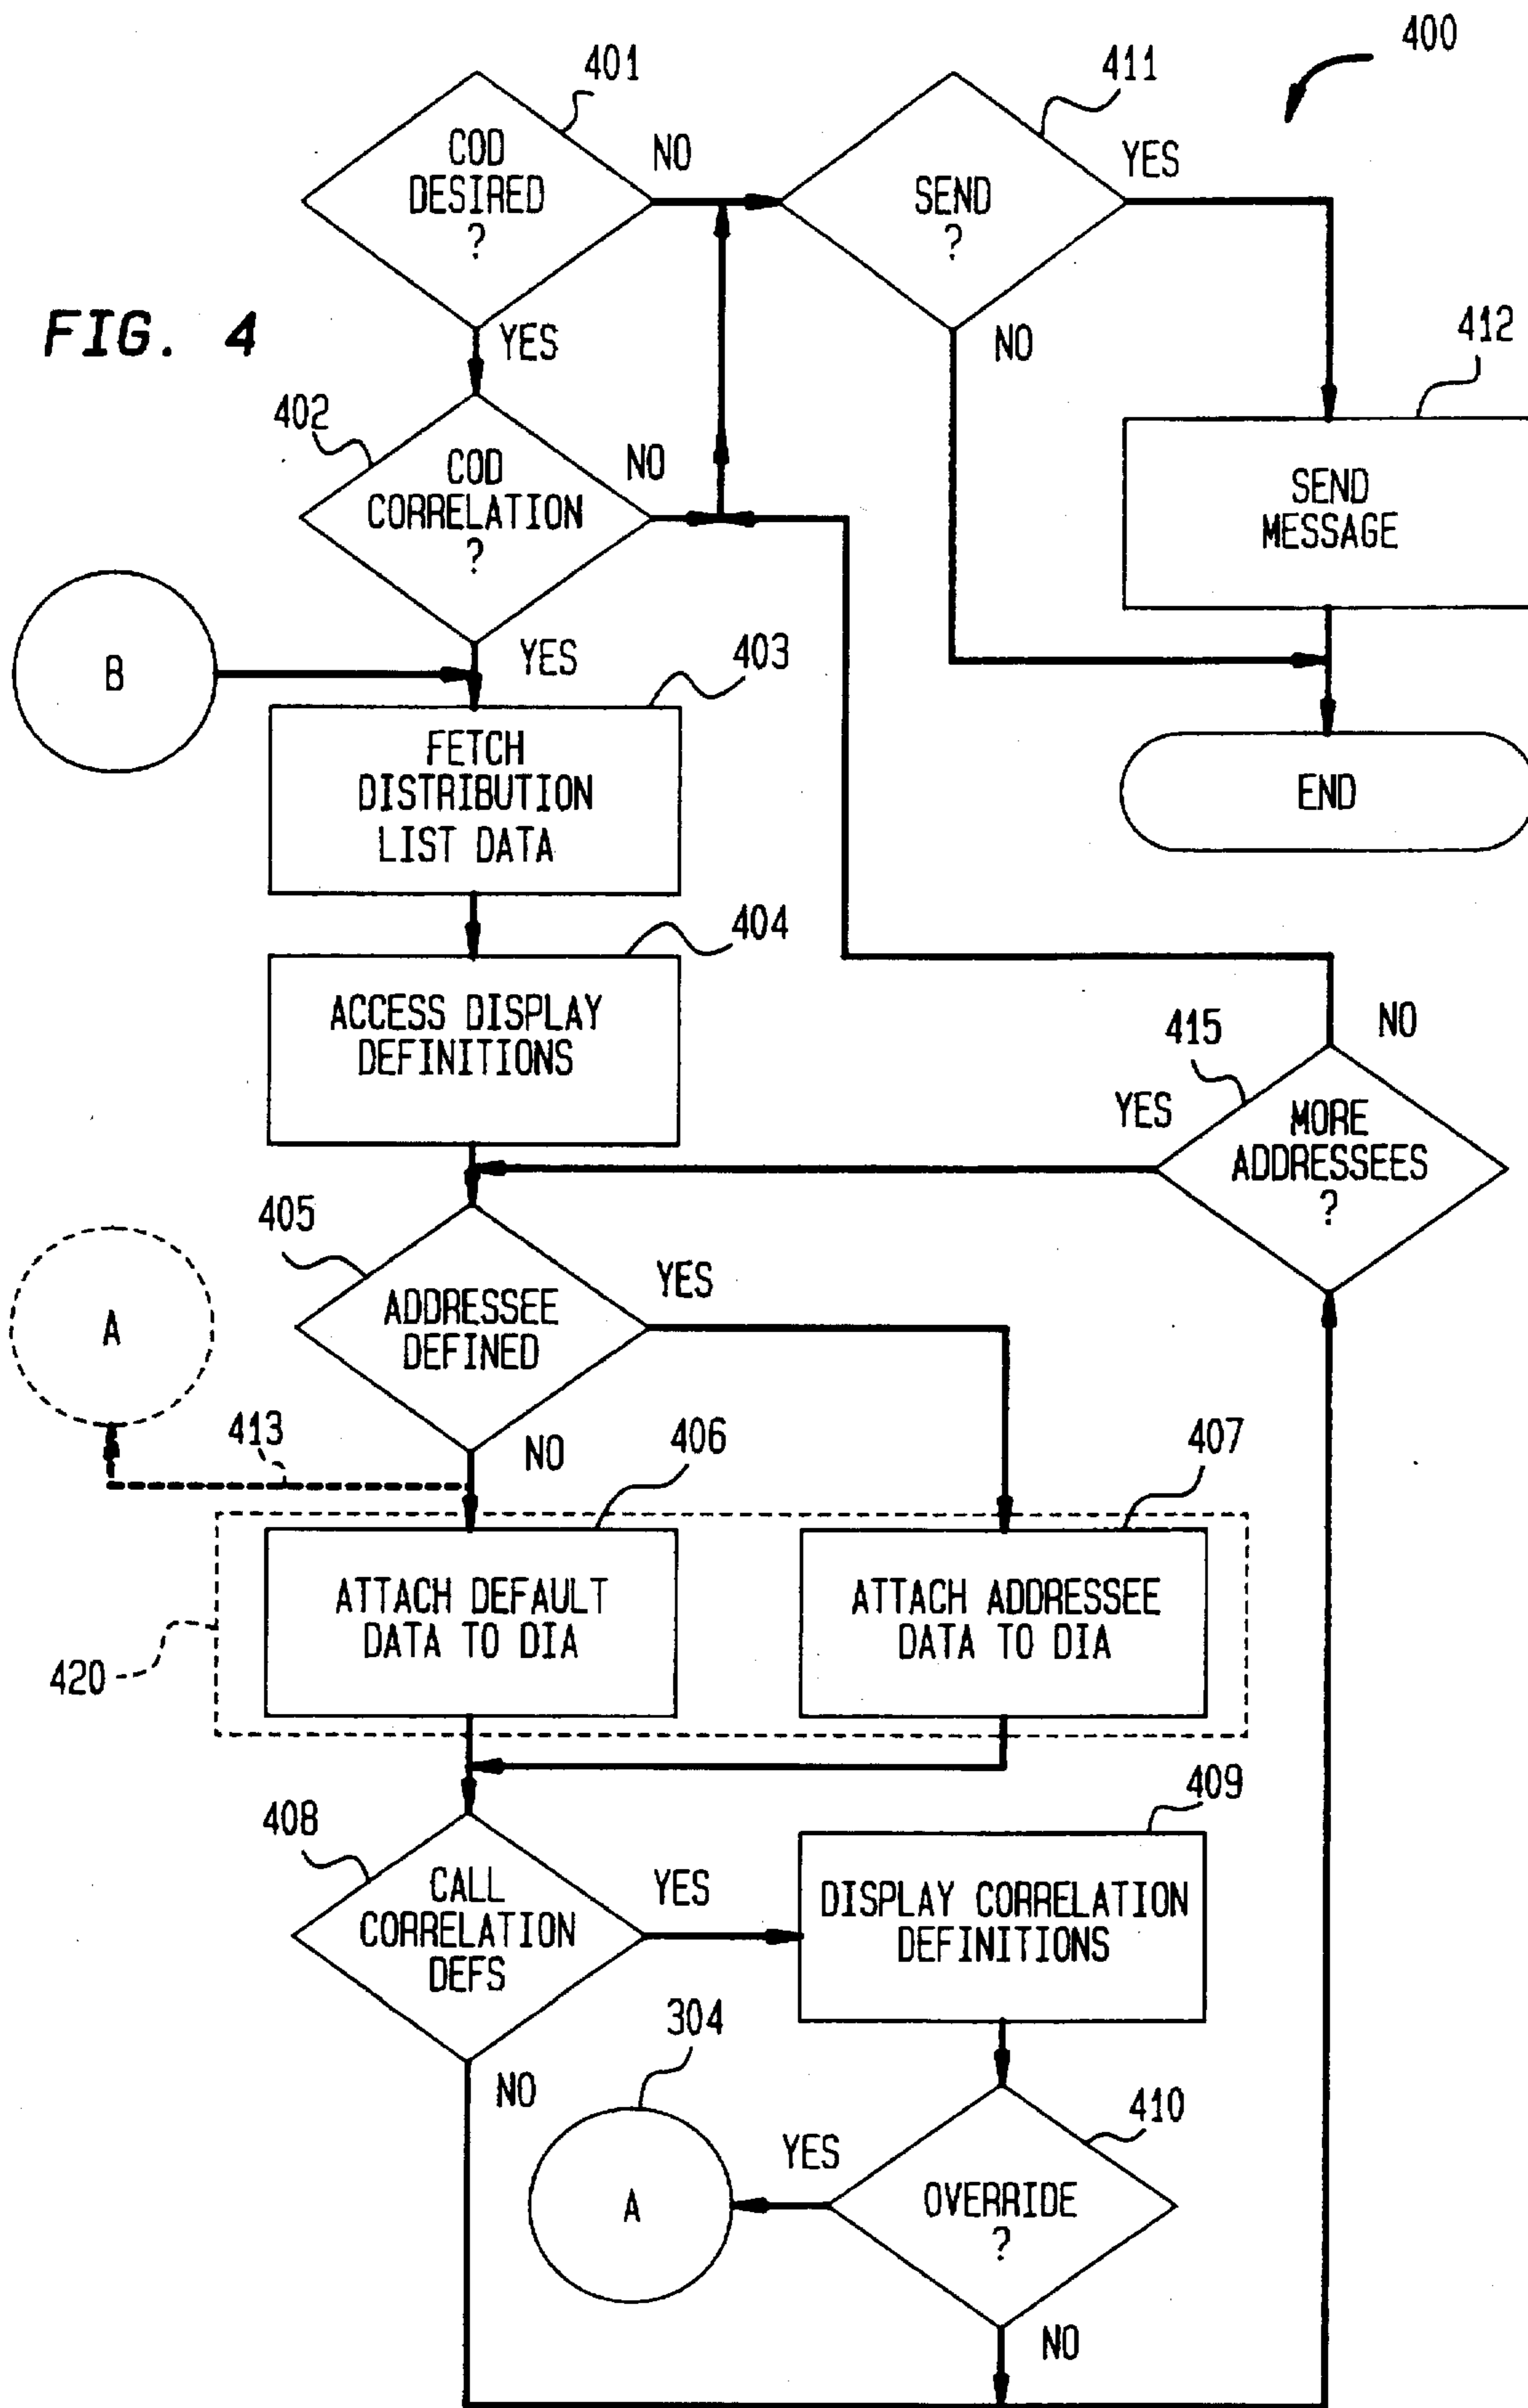 400
401
COD
DESIRED
?
NO
411
SEND
?
YES
FIG. 4
YES
NO
412
SEND
MESSAGE
402
COD
CORRELATION
?
NO
B
YES
403
FETCH
DISTRIBUTION
LIST DATA
END
404
ACCESS DISPLAY
DEFINITIONS
415
NO
YES
MORE
ADDRESSEES
?
405
A
ADDRESSEE
DEFINED
YES
413
NO
406
407
ATTACH DEFAULT
DATA TO DIA
ATTACH ADDRESSEE
DATA TO DIA
420
408
CALL
CORRELATION
DEFS
YES
409
DISPLAY CORRELATION
DEFINITIONS
304
NO
A
YES
410
OVERRIDE
?
NO